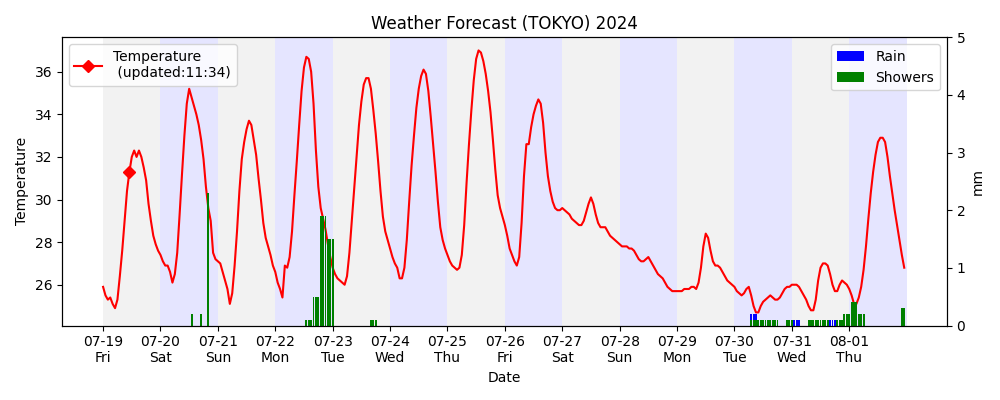 Weather Forecast (TOKYO) 2024
Temperature
(updated:11:34)
Rain
Showers
Temperature
36
34
32
30
28
26
5
4
3
2
1
0
mm
07-19 07-20 07-21 07-22 07-23 07-24 07-25 07-26 07-27 07-28 07-29 07-30 07-31 08-01
Fri Sat Sun Mon Tue Wed Thu Fri Sat Sun Mon Tue Wed Thu
Date